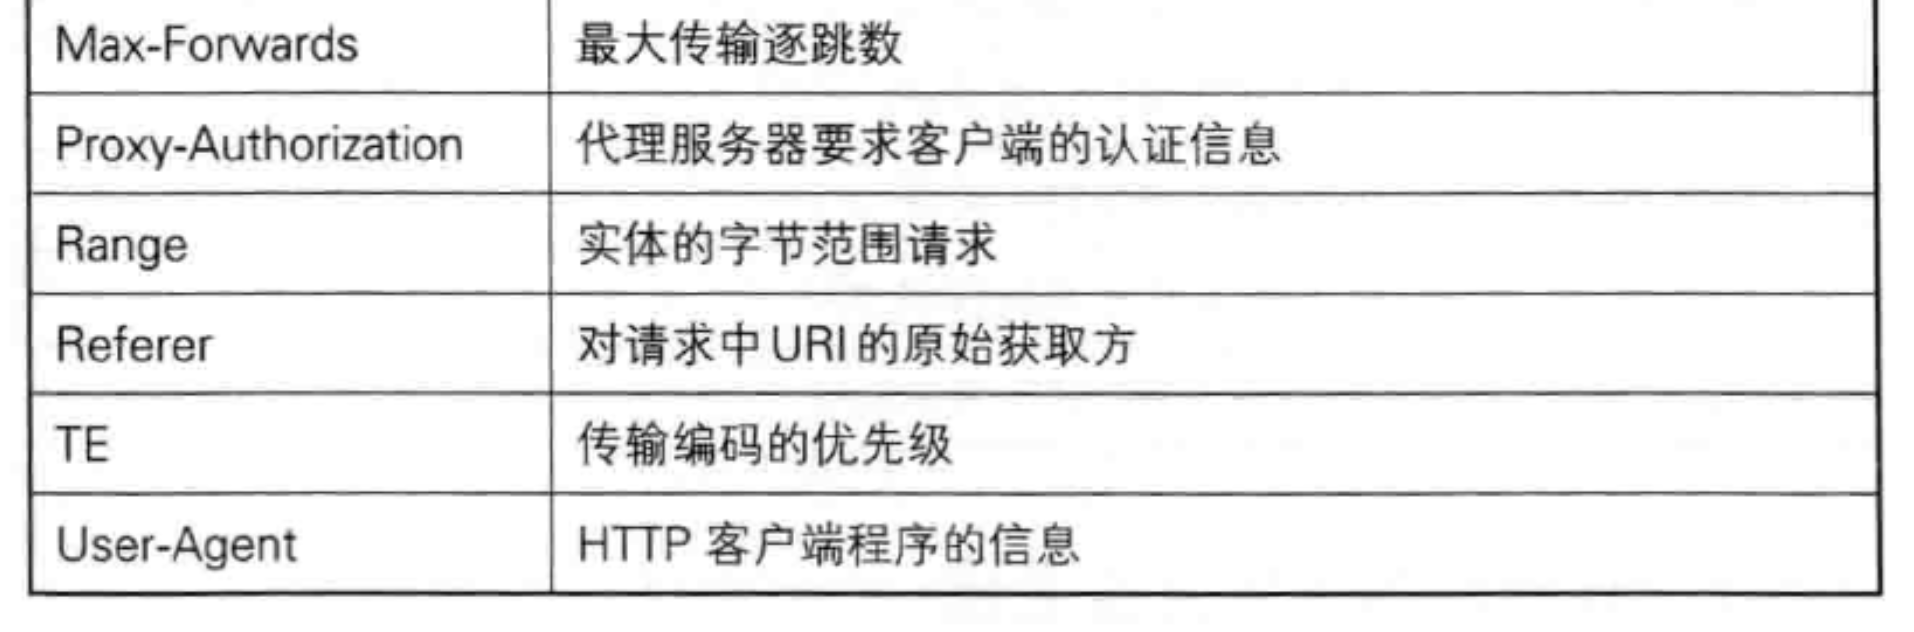 Max-Forwards 最大传输逐跳数
Proxy-Authorization 代理服务器要求客户端的认证信息
Range 实体的字节范围请求
Referer 对请求中URI的原始获取方
TE 传输编码的优先级
User-Agent HTTP 客户端程序的信息